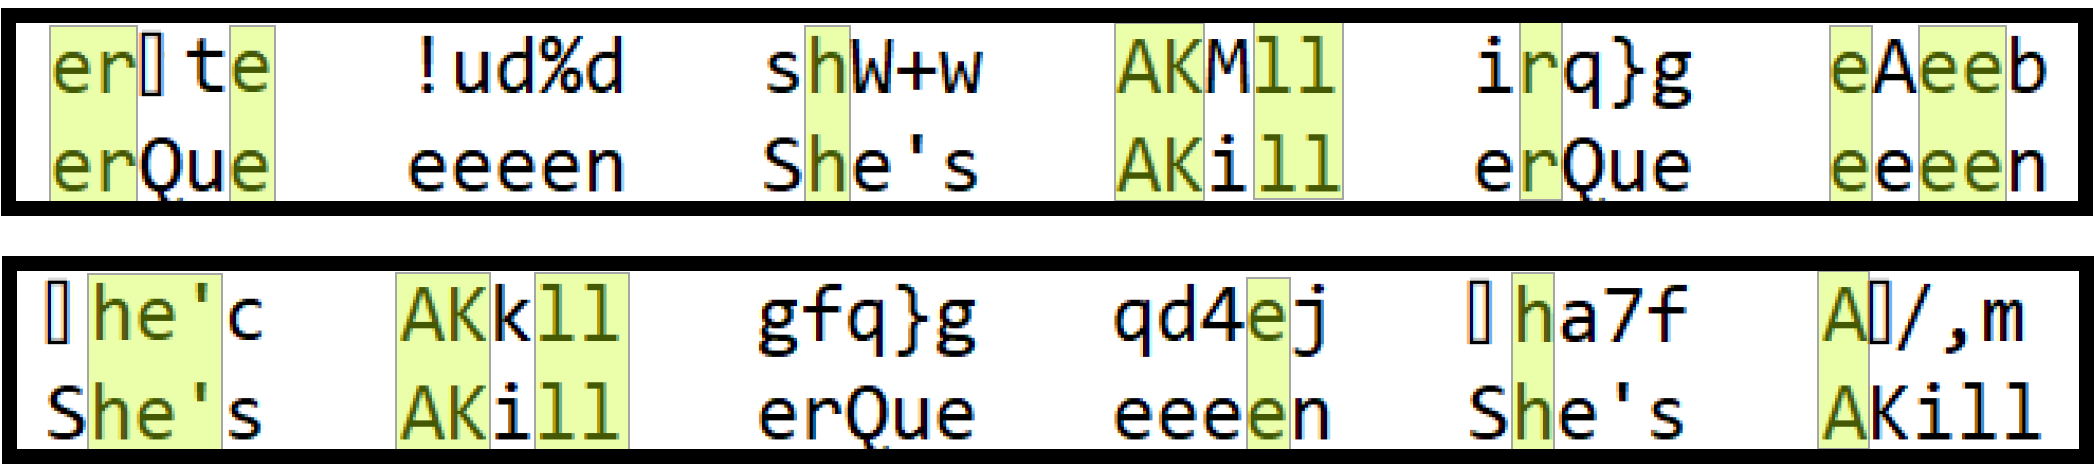 er▯te !ud%d shW+w AKMll irq}g eAeeb
erQue eeeen She's AKill erQue eeeen
▯he'c AKkll gfq}g qd4ej ▯ha7f A▯/,m
She's AKill erQue eeeen She's AKill